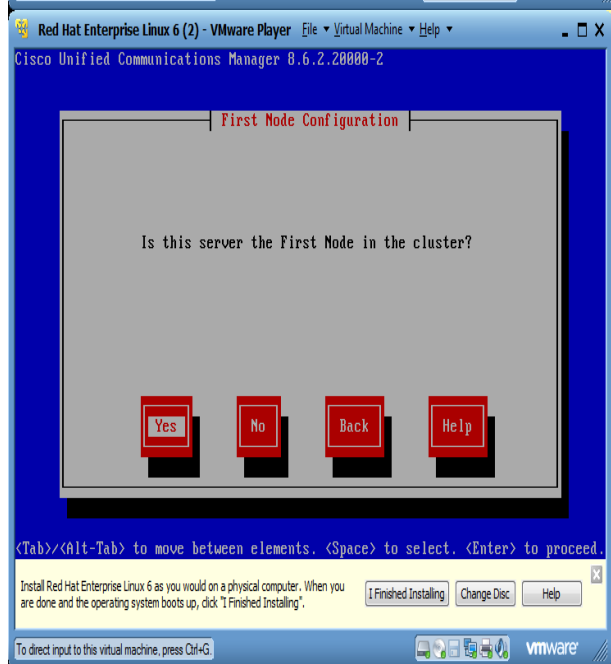 Red Hat Enterprise Linux 6 (2) - VMware Player File Virtual Machine Help
Cisco Unified Communications Manager 8.6.2.20000-2
First Node Configuration
Is this server the First Node in the cluster?
Yes No Back Help
<Tab>/<Alt-Tab> to move between elements. <Space> to select. <Enter> to proceed.
Install Red Hat Enterprise Linux 6 as you would on a physical computer. When you
are done and the operating system boots up, click "I Finished Installing".
I Finished Installing Change Disc Help
To direct input to this virtual machine, press Ctrl+G.
vmware